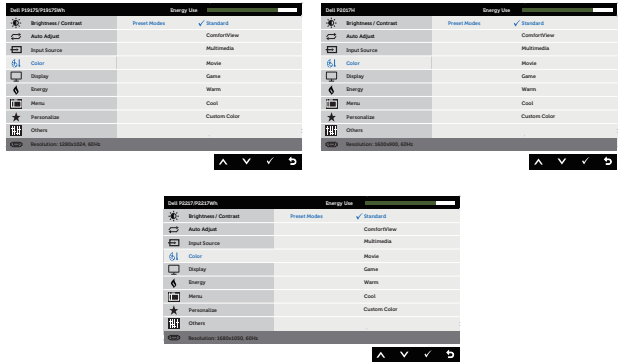 Dell P1917S/P1917SWh Energy Use
Brightness / Contrast Preset Modes ✓ Standard
Auto Adjust ComfortView
Input Source Multimedia
Color Movie
Display Game
Energy Warm
Menu Cool
Personalize Custom Color
Others
Resolution: 1280x1024, 60Hz
Dell P2017H Energy Use
Brightness / Contrast Preset Modes ✓ Standard
Auto Adjust ComfortView
Input Source Multimedia
Color Movie
Display Game
Energy Warm
Menu Cool
Personalize Custom Color
Others
Resolution: 1600x900, 60Hz
Dell P2217/P2217Wh Energy Use
Brightness / Contrast Preset Modes ✓ Standard
Auto Adjust ComfortView
Input Source Multimedia
Color Movie
Display Game
Energy Warm
Menu Cool
Personalize Custom Color
Others
Resolution: 1680x1050, 60Hz